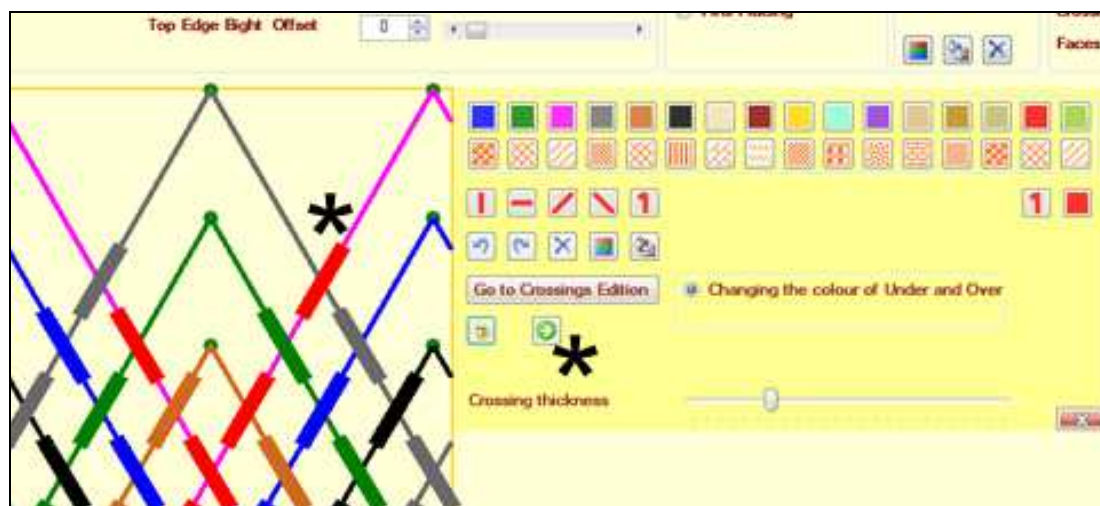 Top Edge Bight Offset
0
Faces
Go to Crossings Edition
Changing the colour of Under and Over
Crossing thickness